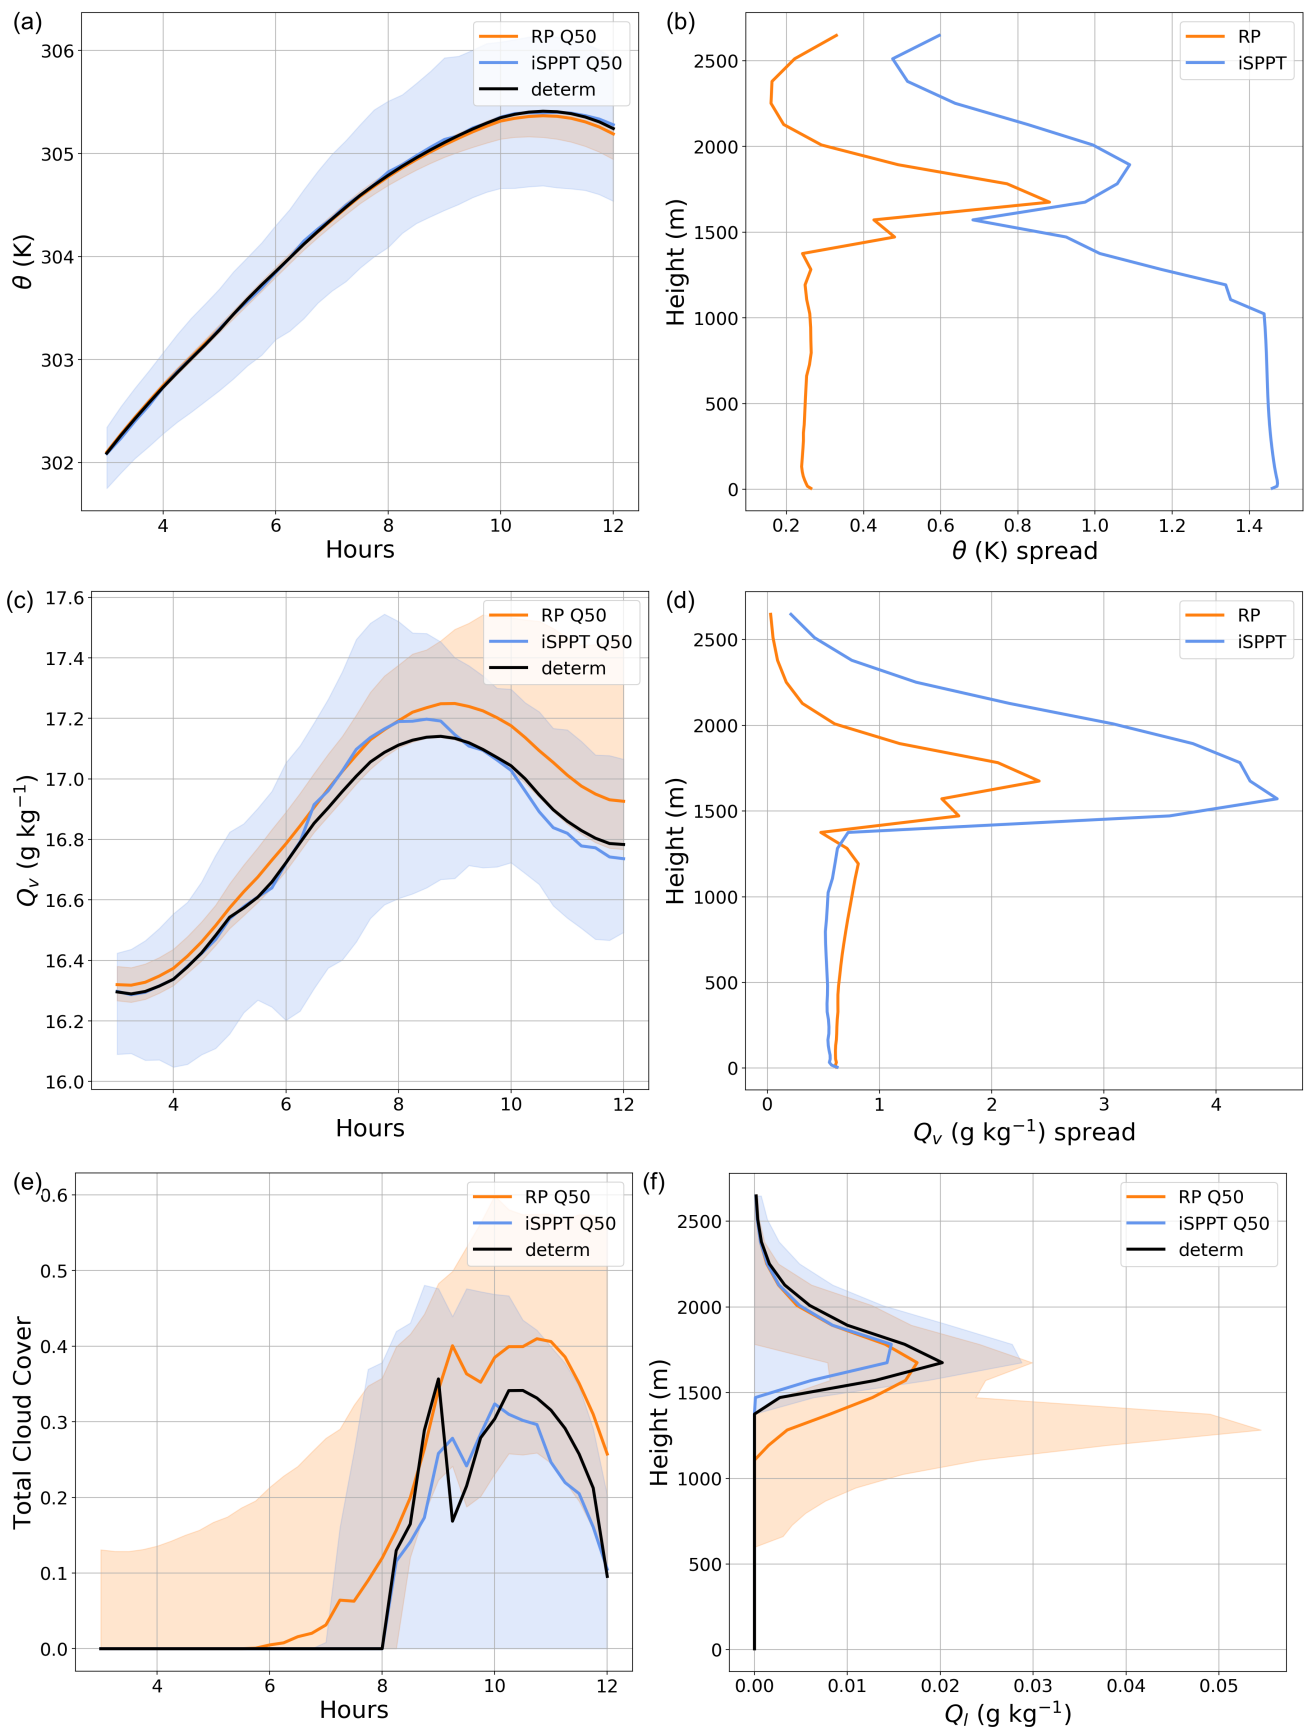 (a)
306
305
304
303
302
θ (K)
4 6 8 10 12
Hours
RP Q50
iSPPT Q50
determ
(b)
2500
2000
1500
1000
500
0
Height (m)
0.2 0.4 0.6 0.8 1.0 1.2 1.4
θ (K) spread
RP
iSPPT
(c)
17.6
17.4
17.2
17.0
16.8
16.6
16.4
16.2
16.0
Qv (g kg−1)
4 6 8 10 12
Hours
RP Q50
iSPPT Q50
determ
(d)
2500
2000
1500
1000
500
0
Height (m)
0 1 2 3 4
Qv (g kg−1) spread
RP
iSPPT
(e)
0.6
0.5
0.4
0.3
0.2
0.1
0.0
Total Cloud Cover
4 6 8 10 12
Hours
RP Q50
iSPPT Q50
determ
(f)
2500
2000
1500
1000
500
0
Height (m)
0.00 0.01 0.02 0.03 0.04 0.05
Ql (g kg−1)
RP Q50
iSPPT Q50
determ